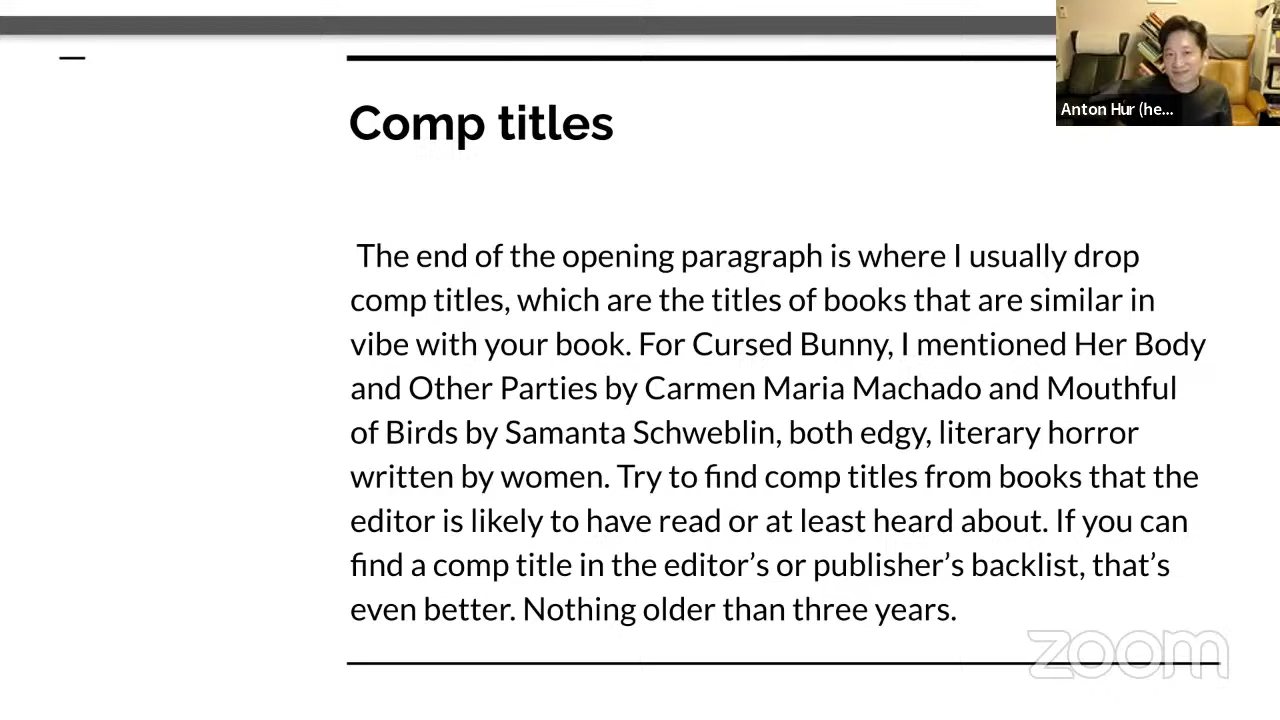 Comp titles
The end of the opening paragraph is where I usually drop
comp titles, which are the titles of books that are similar in
vibe with your book. For Cursed Bunny, I mentioned Her Body
and Other Parties by Carmen Maria Machado and Mouthful
of Birds by Samanta Schweblin, both edgy, literary horror
written by women. Try to find comp titles from books that the
editor is likely to have read or at least heard about. If you can
find a comp title in the editor’s or publisher’s backlist, that’s
even better. Nothing older than three years.
Anton Hur (he...
zoom